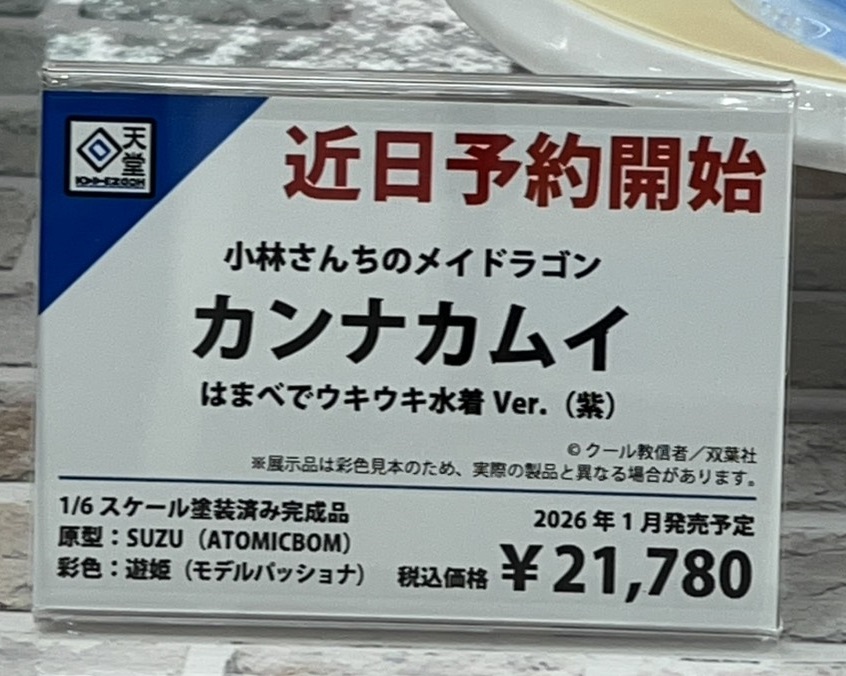 天堂
近日予約開始
小林さんちのメイドラゴン
カンナカムイ
はまべでウキウキ水着 Ver.（紫）
© クール教信者／双葉社
※展示品は彩色見本のため、実際の製品と異なる場合があります。
1/6 スケール塗装済み完成品
原型：SUZU（ATOMICBOM）
彩色：遊姫（モデルパッショナ）
2026 年 1 月発売予定
税込価格 ￥21,780